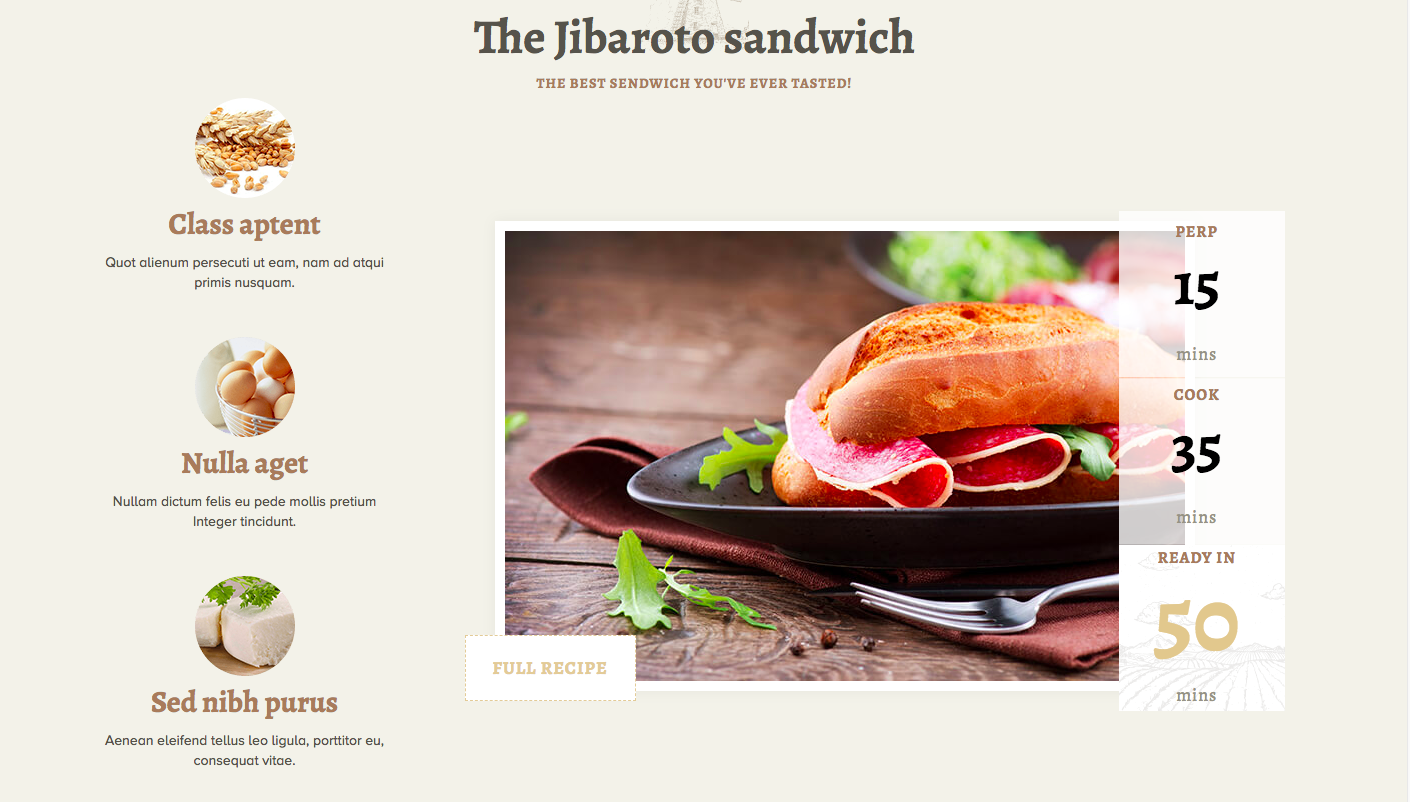 The Jibaroto sandwich
THE BEST SENDWICH YOU'VE EVER TASTED!
Class aptent
Quot alienum persecuti ut eam, nam ad atqui
primis nusquam.
Nulla aget
Nullam dictum felis eu pede mollis pretium
Integer tincidunt.
Sed nibh purus
Aenean eleifend tellus leo ligula, porttitor eu,
consequat vitae.
FULL RECIPE
PERP
15
mins
COOK
35
mins
READY IN
50
mins